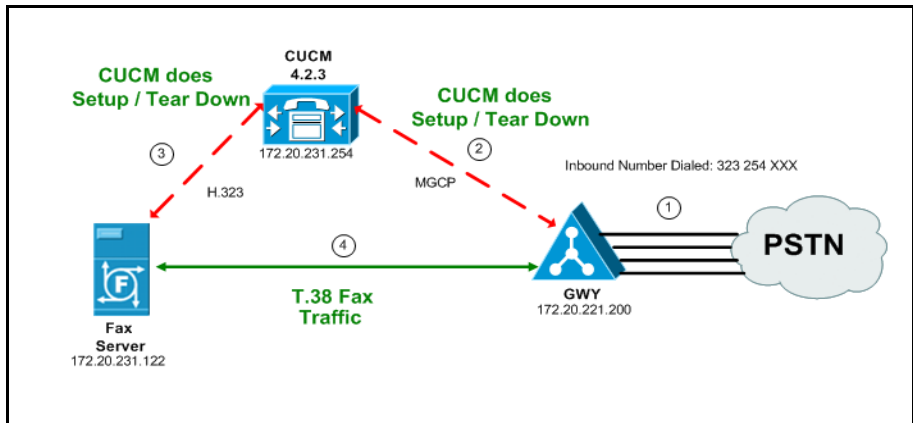 CUCM
4.2.3
CUCM does
Setup / Tear Down
CUCM does
Setup / Tear Down
172.20.231.254
3
2
Inbound Number Dialed: 323 254 XXX
H.323
MGCP
1
PSTN
4
F
T.38 Fax
Traffic
GWY
172.20.221.200
Fax
Server
172.20.231.122